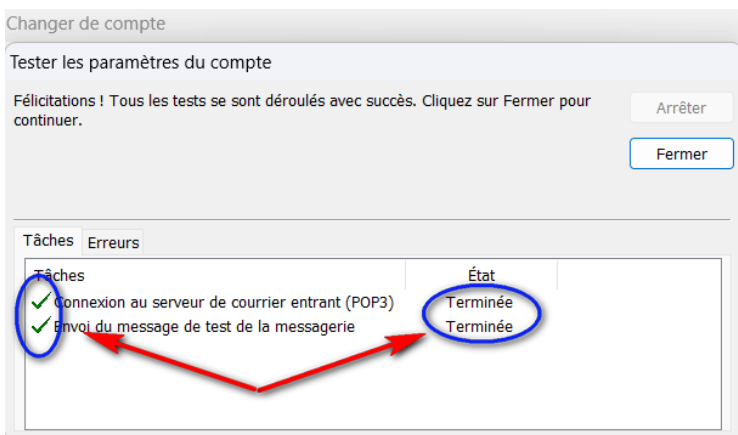 Changer de compte
Tester les paramètres du compte
Félicitations ! Tous les tests se sont déroulés avec succès. Cliquez sur Fermer pour
continuer.
Arrêter
Fermer
Tâches Erreurs
Tâches État
Connexion au serveur de courrier entrant (POP3) Terminée
Envoi du message de test de la messagerie Terminée